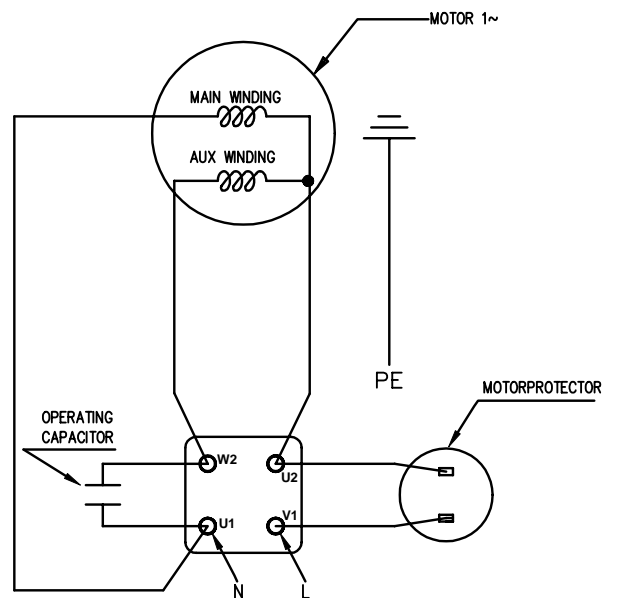 MOTOR 1~
MAIN WINDING
AUX WINDING
PE
MOTORPROTECTOR
OPERATING
CAPACITOR
W2
U2
V1
U1
N
L